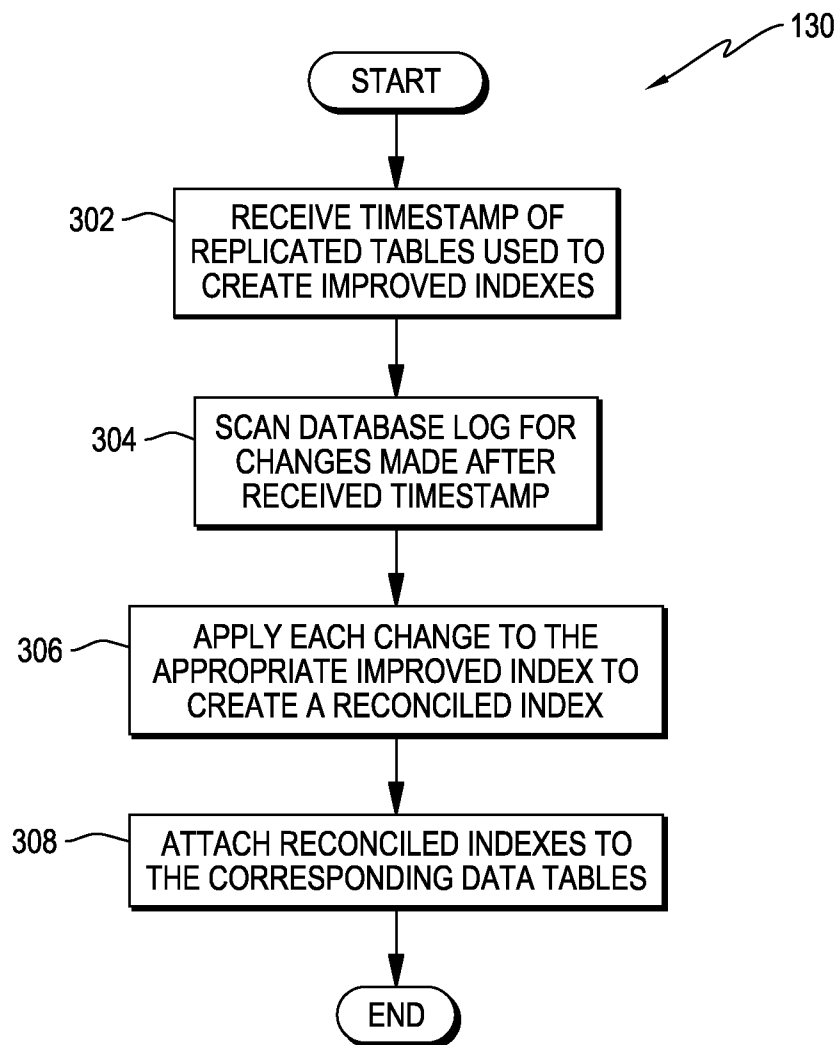 130
START
302
RECEIVE TIMESTAMP OF
REPLICATED TABLES USED TO
CREATE IMPROVED INDEXES
304
SCAN DATABASE LOG FOR
CHANGES MADE AFTER
RECEIVED TIMESTAMP
306
APPLY EACH CHANGE TO THE
APPROPRIATE IMPROVED INDEX TO
CREATE A RECONCILED INDEX
308
ATTACH RECONCILED INDEXES TO
THE CORRESPONDING DATA TABLES
END